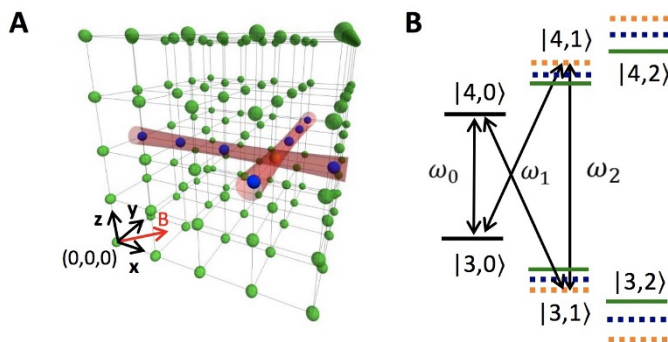 A
B
|4,1⟩
|4,2⟩
|4,0⟩
ω₀
ω₁
ω₂
z
y
B
x
(0,0,0)
|3,0⟩
|3,1⟩
|3,2⟩